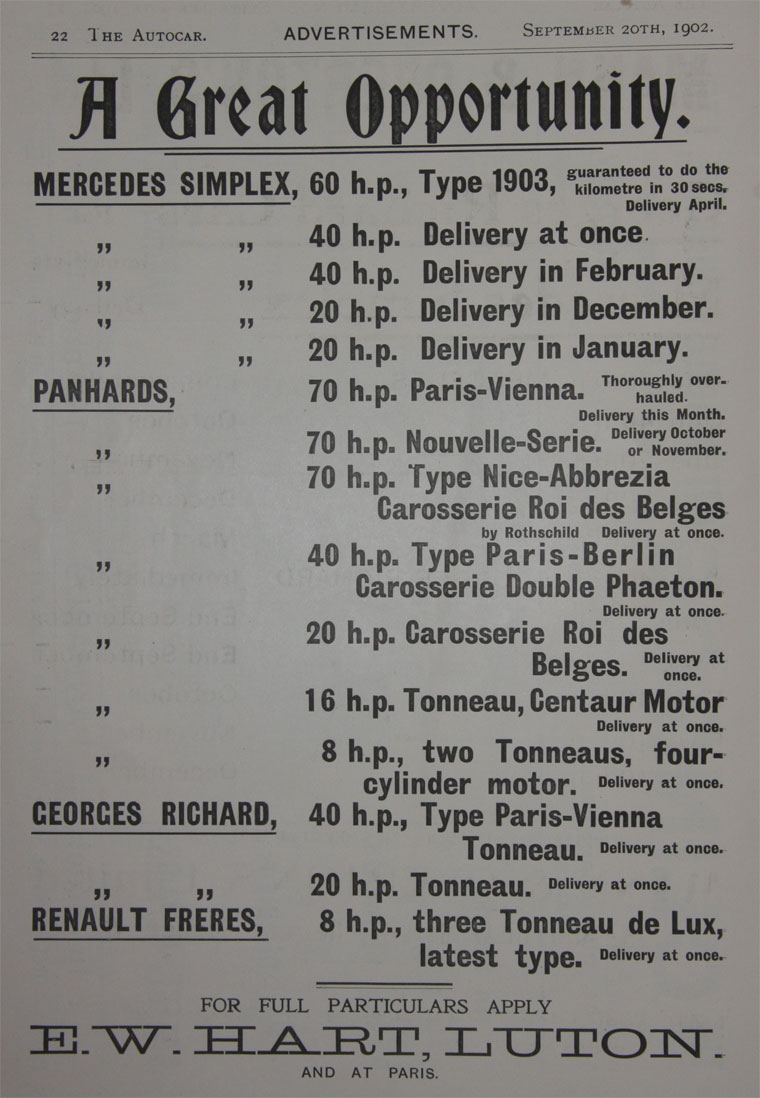 22 THE AUTOCAR. ADVERTISEMENTS. SEPTEMBER 20TH, 1902.
A Great Opportunity.
MERCEDES SIMPLEX, 60 h.p., Type 1903, guaranteed to do the
kilometre in 30 secs.
Delivery April.
„ „ 40 h.p. Delivery at once.
„ „ 40 h.p. Delivery in February.
„ „ 20 h.p. Delivery in December.
„ „ 20 h.p. Delivery in January.
PANHARDS, 70 h.p. Paris-Vienna. Thoroughly over-
hauled.
Delivery this Month.
„ 70 h.p. Nouvelle-Serie. Delivery October
or November.
„ 70 h.p. Type Nice-Abbrezia
Carosserie Roi des Belges
by Rothschild Delivery at once.
„ 40 h.p. Type Paris-Berlin
Carosserie Double Phaeton.
Delivery at once.
„ 20 h.p. Carosserie Roi des
Belges. Delivery at
once.
„ 16 h.p. Tonneau, Centaur Motor
Delivery at once.
„ 8 h.p., two Tonneaus, four-
cylinder motor. Delivery at once.
GEORGES RICHARD, 40 h.p., Type Paris-Vienna
Tonneau. Delivery at once.
„ „ 20 h.p. Tonneau. Delivery at once.
RENAULT FRERES, 8 h.p., three Tonneau de Lux,
latest type. Delivery at once.
FOR FULL PARTICULARS APPLY
E. W. HART, LUTON.
AND AT PARIS.